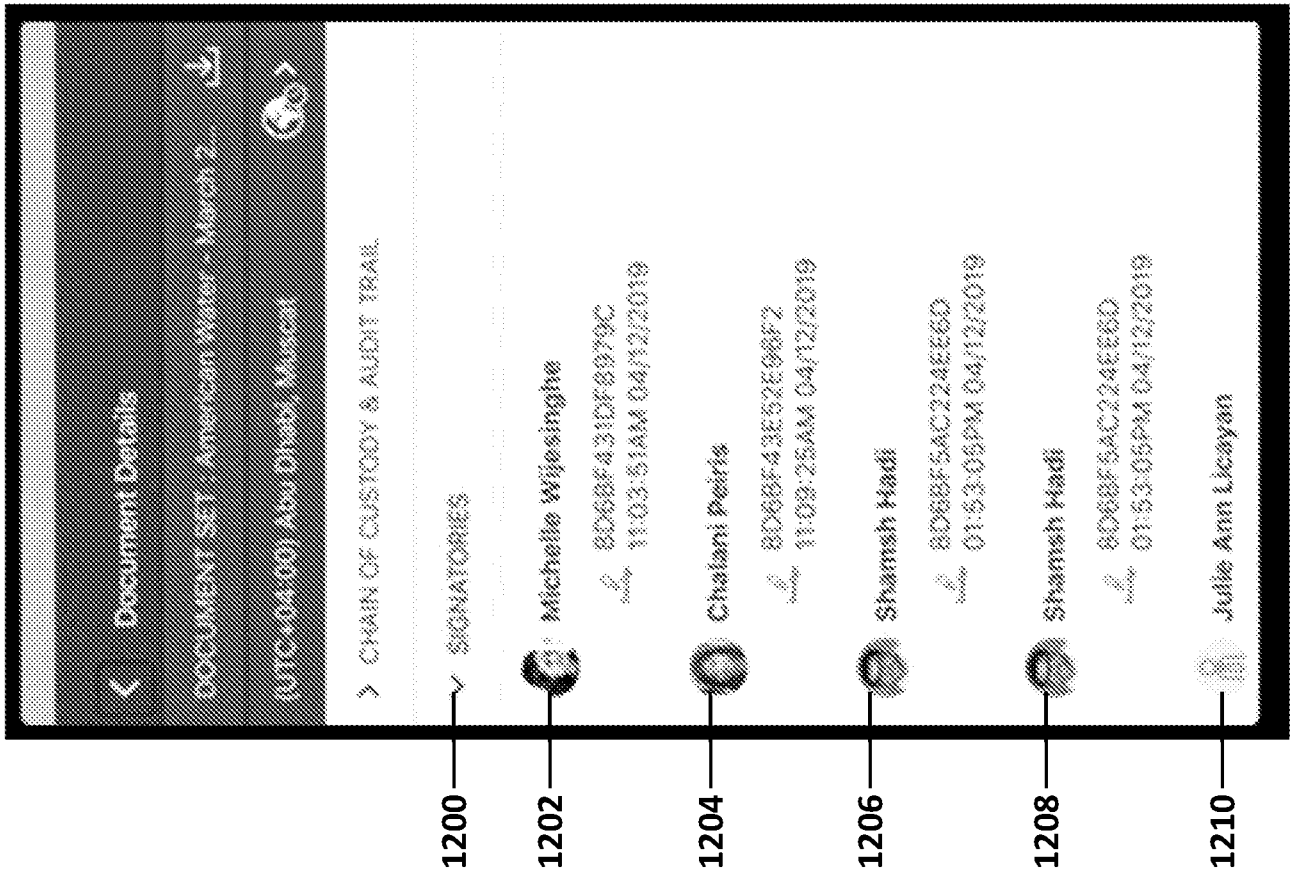 Document Details
DOCUMENT SET American Water - March 2...
(UTC+04:00) Abu Dhabi, Muscat
CHAIN OF CUSTODY & AUDIT TRAIL
1200 SIGNATORIES
1202 Michelle Wijesinghe
8D6BF431DF8979C
11:03:51AM 04/12/2019
1204 Chalani Peiris
8D6BF43E52E96F2
11:09:25AM 04/12/2019
1206 Shamsh Hadi
8D6BF5AC224EE6D
01:53:05PM 04/12/2019
1208 Shamsh Hadi
8D6BF5AC224EE6D
01:53:05PM 04/12/2019
1210 Julie Ann Licayan